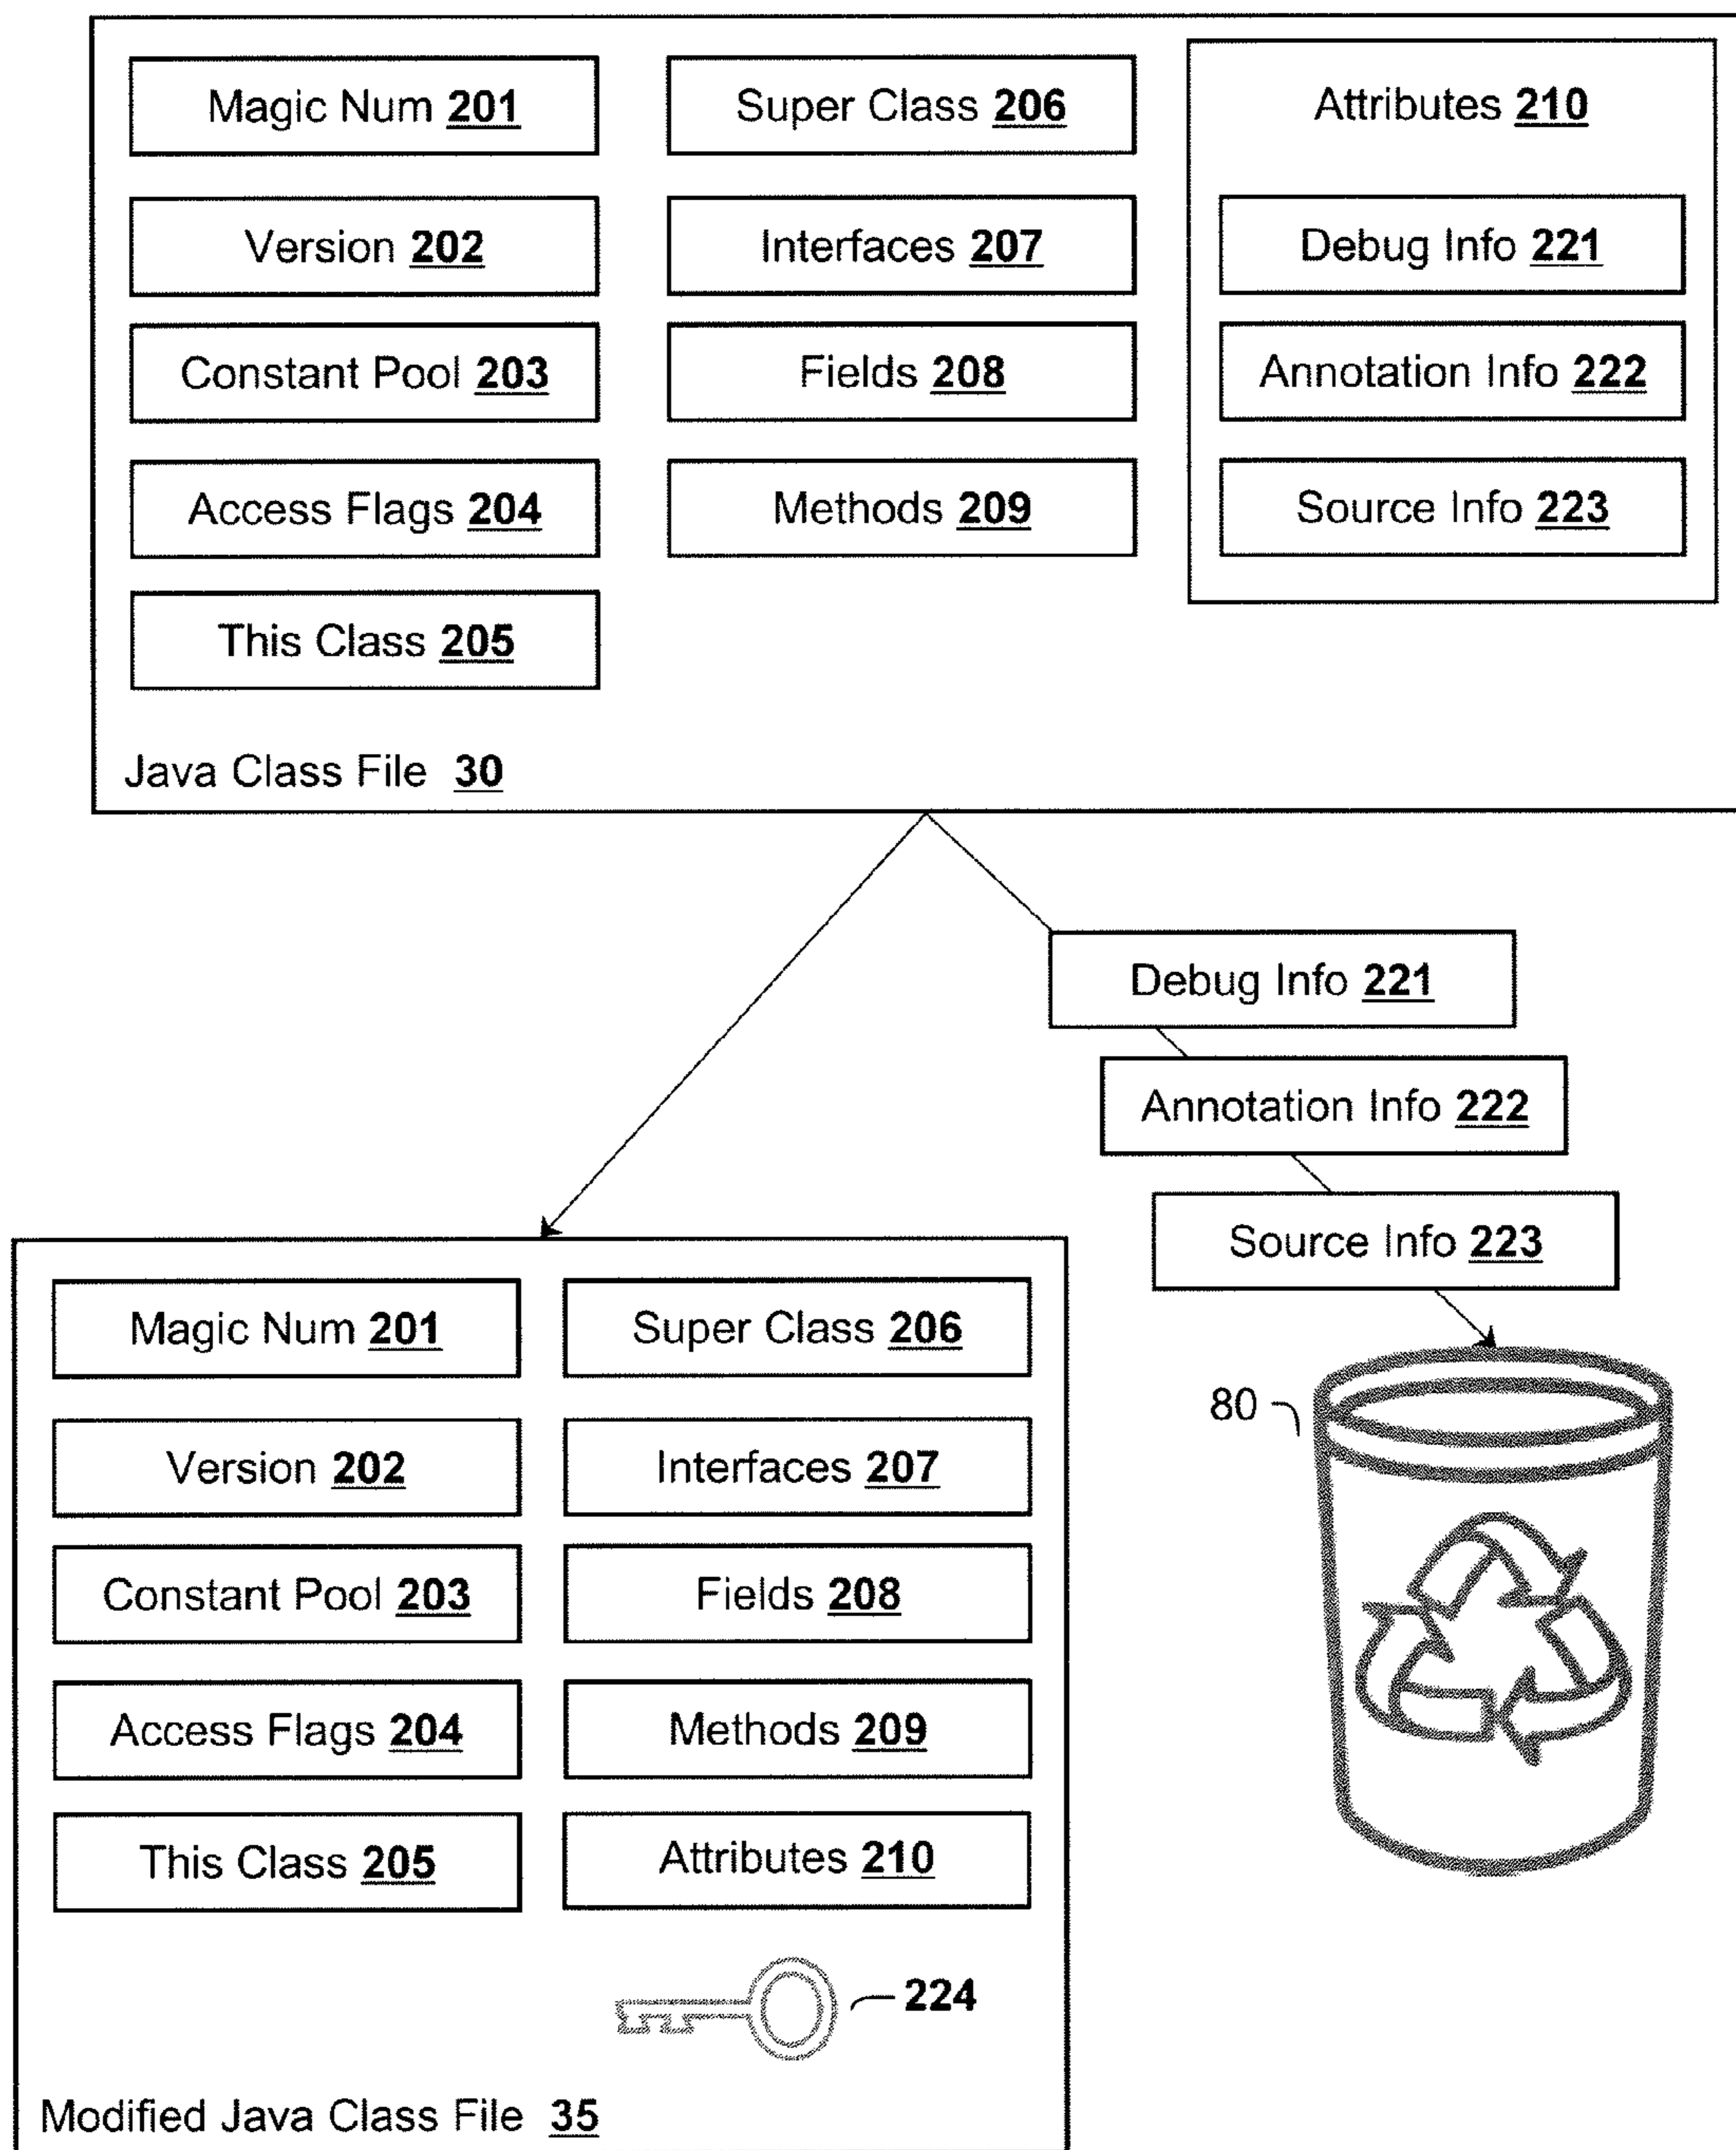 Magic Num 201
Super Class 206
Attributes 210
Version 202
Interfaces 207
Debug Info 221
Constant Pool 203
Fields 208
Annotation Info 222
Access Flags 204
Methods 209
Source Info 223
This Class 205
Java Class File 30
Debug Info 221
Annotation Info 222
Source Info 223
Magic Num 201
Super Class 206
80
Version 202
Interfaces 207
Constant Pool 203
Fields 208
Access Flags 204
Methods 209
This Class 205
Attributes 210
224
Modified Java Class File 35